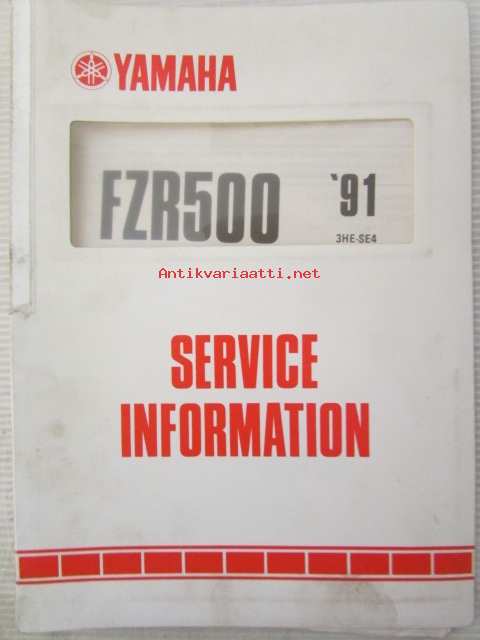 YAMAHA
FZR500 '91
3HE-SE4
Antikvariaatti.net
SERVICE
INFORMATION